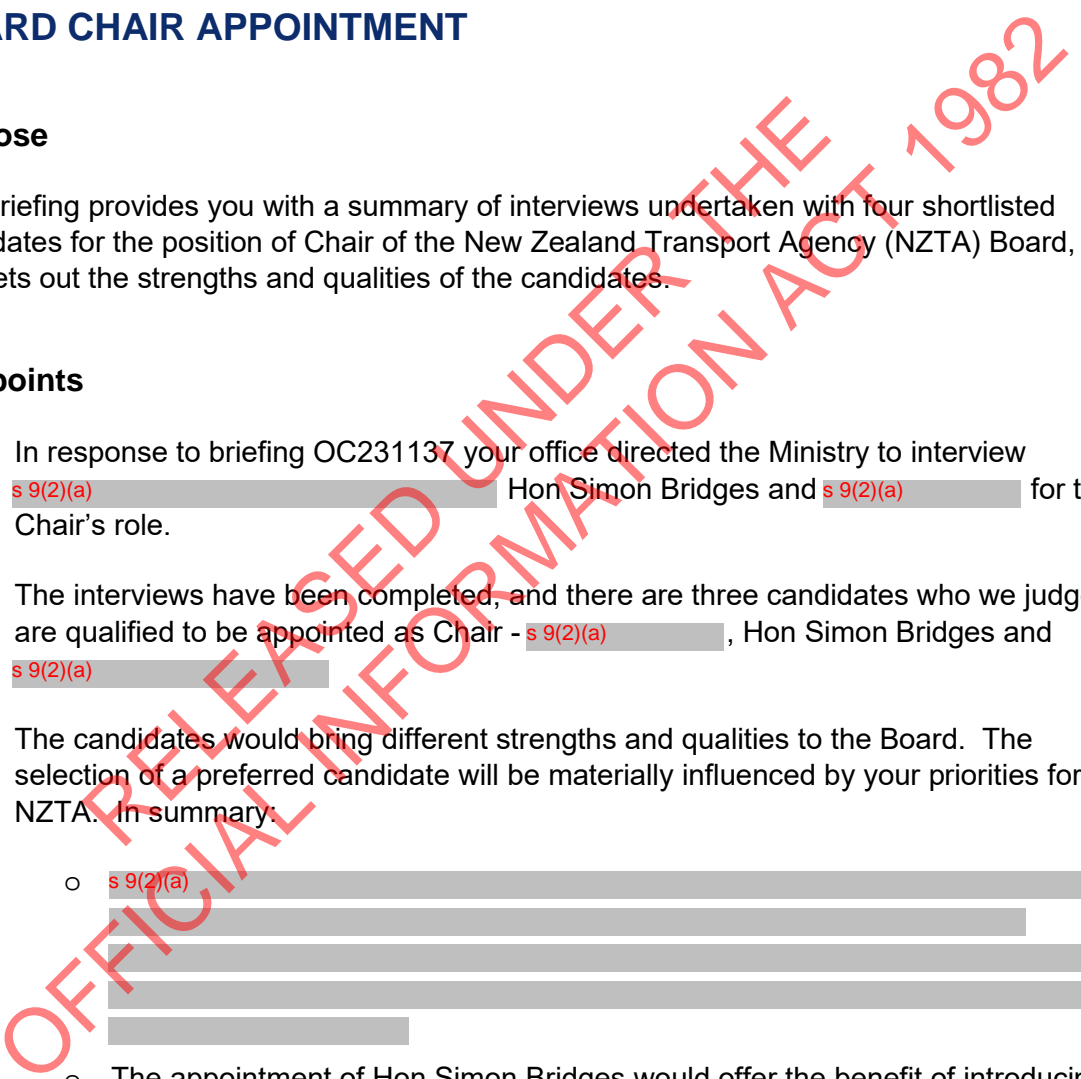 ARD CHAIR APPOINTMENT
ose
riefing provides you with a summary of interviews undertaken with four shortlisted
dates for the position of Chair of the New Zealand Transport Agency (NZTA) Board,
ets out the strengths and qualities of the candidates.
points
In response to briefing OC231137 your office directed the Ministry to interview
s 9(2)(a) Hon Simon Bridges and s 9(2)(a) for t
Chair’s role.
The interviews have been completed, and there are three candidates who we judg
are qualified to be appointed as Chair - s 9(2)(a) , Hon Simon Bridges and
s 9(2)(a)
The candidates would bring different strengths and qualities to the Board. The
selection of a preferred candidate will be materially influenced by your priorities for
NZTA. In summary:
o s 9(2)(a)
o The appointment of Hon Simon Bridges would offer the benefit of introducin
RELEASED UNDER THE
OFFICIAL INFORMATION ACT 1982